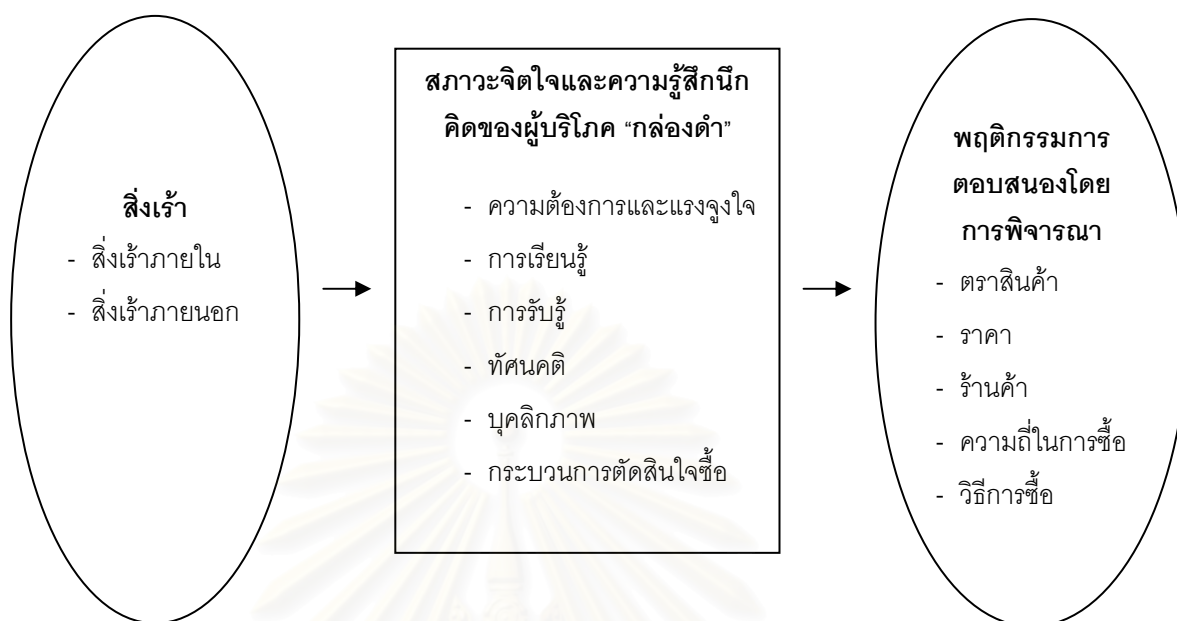 สิ่งเร้า
- สิ่งเร้าภายใน
- สิ่งเร้าภายนอก
สภาวะจิตใจและความรู้สึกนึก
คิดของผู้บริโภค “กล่องดำ”
- ความต้องการและแรงจูงใจ
- การเรียนรู้
- การรับรู้
- ทัศนคติ
- บุคลิกภาพ
- กระบวนการตัดสินใจซื้อ
พฤติกรรมการ
ตอบสนองโดย
การพิจารณา
- ตราสินค้า
- ราคา
- ร้านค้า
- ความถี่ในการซื้อ
- วิธีการซื้อ